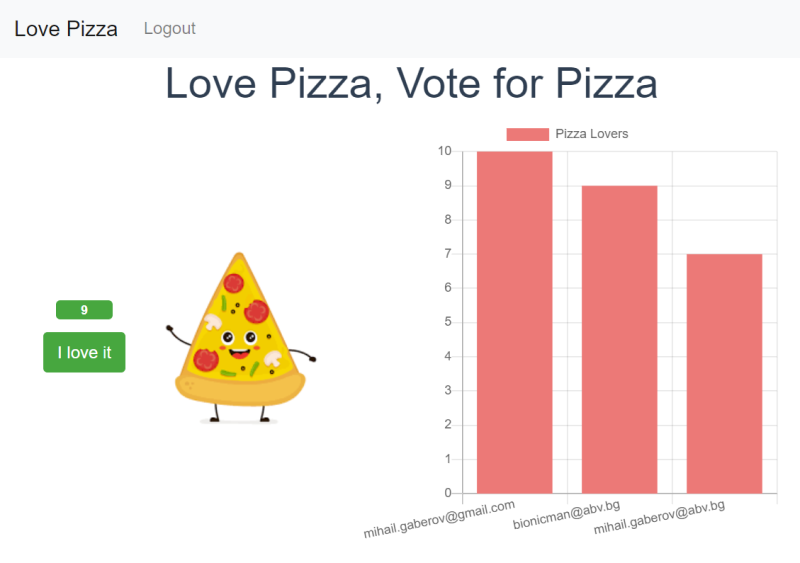 Love Pizza Logout
Love Pizza, Vote for Pizza
9
I love it
Pizza Lovers
10
9
8
7
6
5
4
3
2
1
0
mihail.gaberov@gmail.com
bionicman@abv.bg
mihail.gaberov@abv.bg